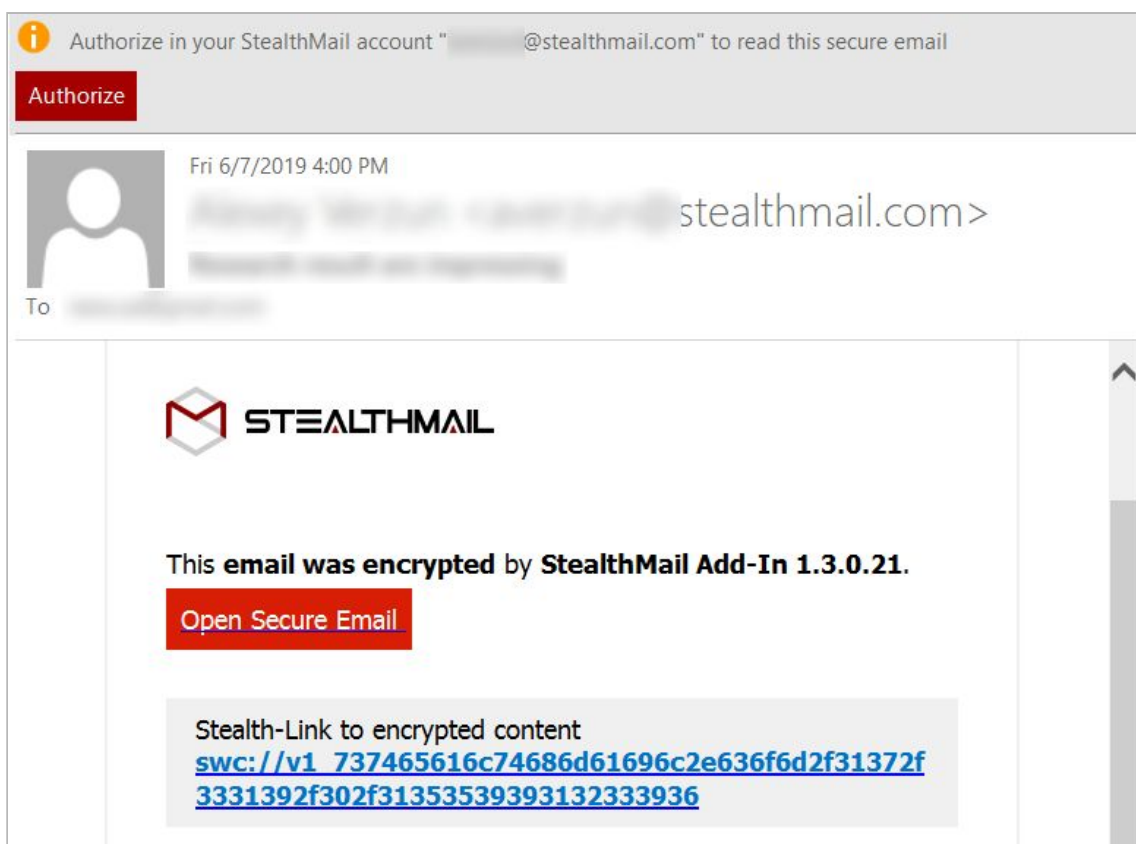 Authorize in your StealthMail account " @stealthmail.com" to read this secure email
Authorize
Fri 6/7/2019 4:00 PM
stealthmail.com>
To
STEALTHMAIL
This email was encrypted by StealthMail Add-In 1.3.0.21.
Open Secure Email
Stealth-Link to encrypted content
swc://v1_737465616c74686d61696c2e636f6d2f31372f
3331392f302f31353539393132333936